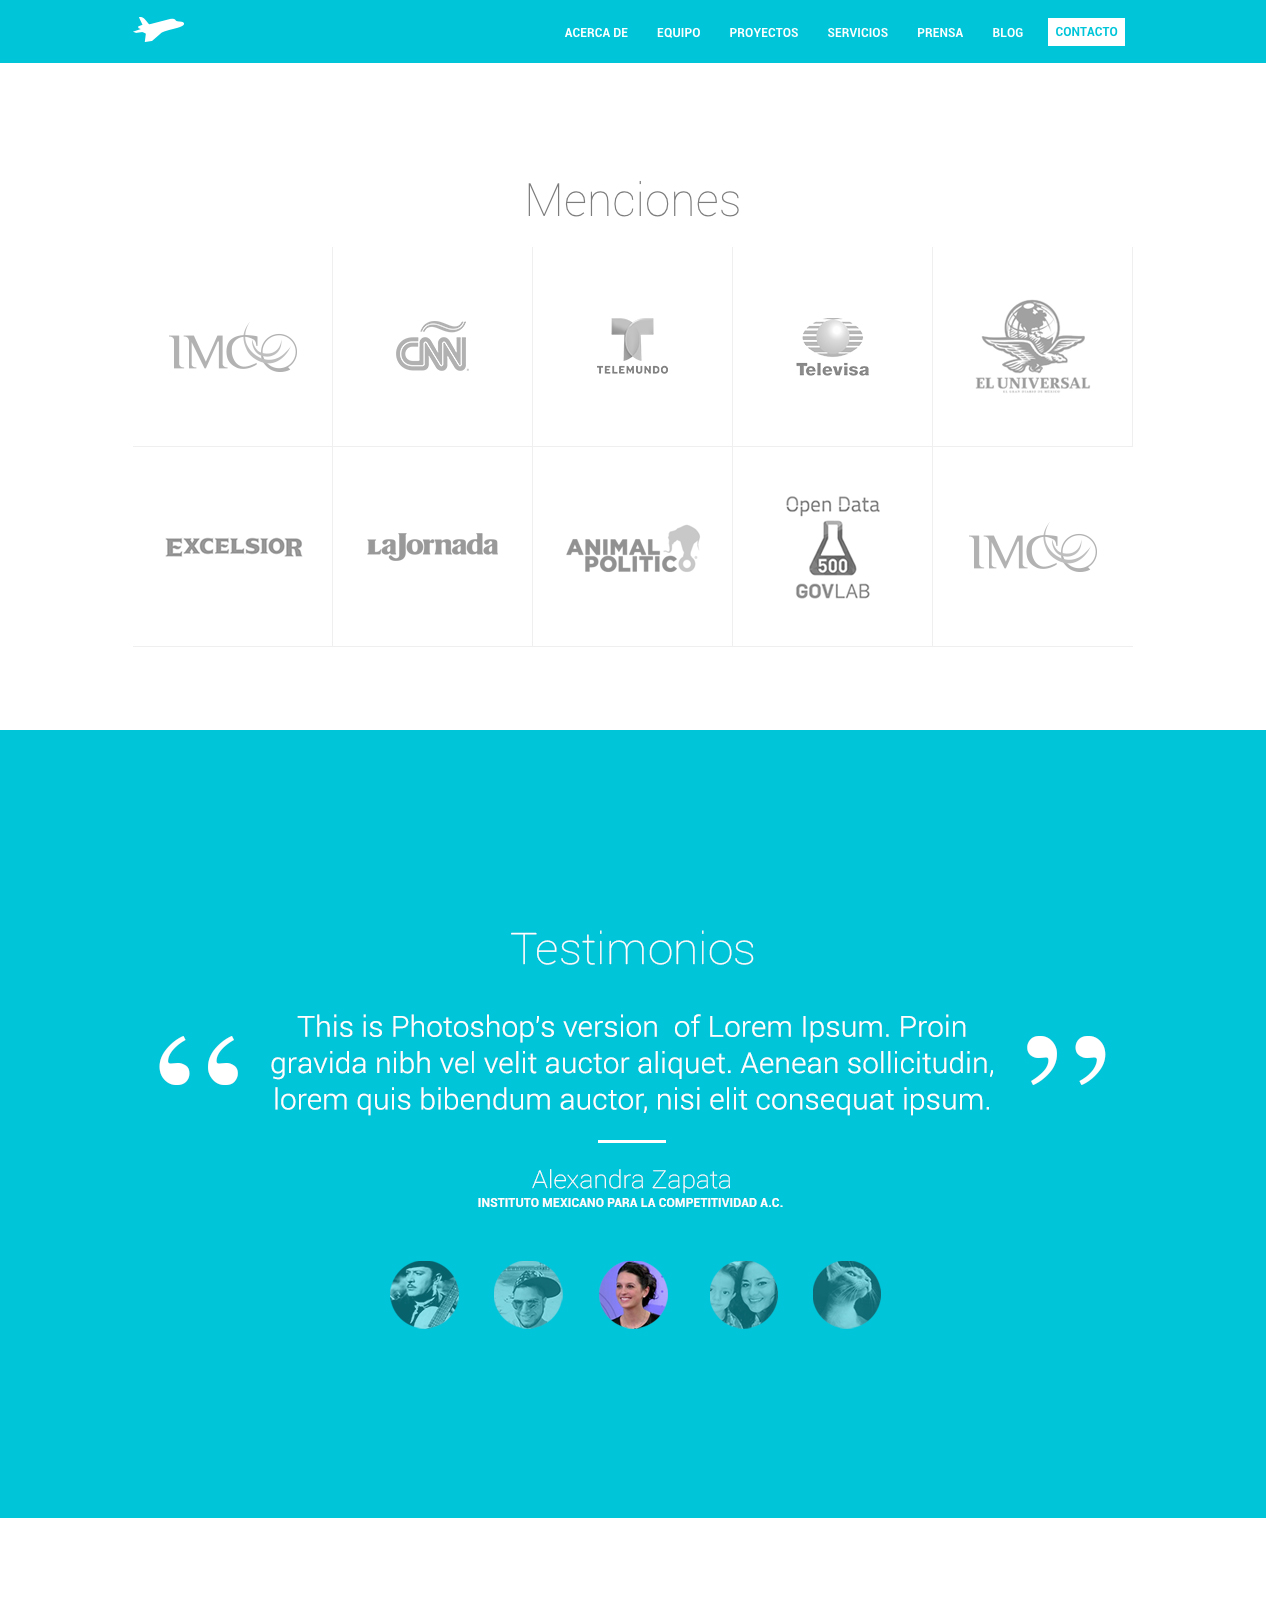 ACERCA DE EQUIPO PROYECTOS SERVICIOS PRENSA BLOG CONTACTO
Menciones
IMCO CNN TELEMUNDO Televisa EL UNIVERSAL
EXCELSIOR LaJornada ANIMAL POLITICO Open Data 500 GOVLAB IMCO
Testimonios
“ This is Photoshop's version of Lorem Ipsum. Proin
gravida nibh vel velit auctor aliquet. Aenean sollicitudin,
lorem quis bibendum auctor, nisi elit consequat ipsum. ”
Alexandra Zapata
INSTITUTO MEXICANO PARA LA COMPETITIVIDAD A.C.